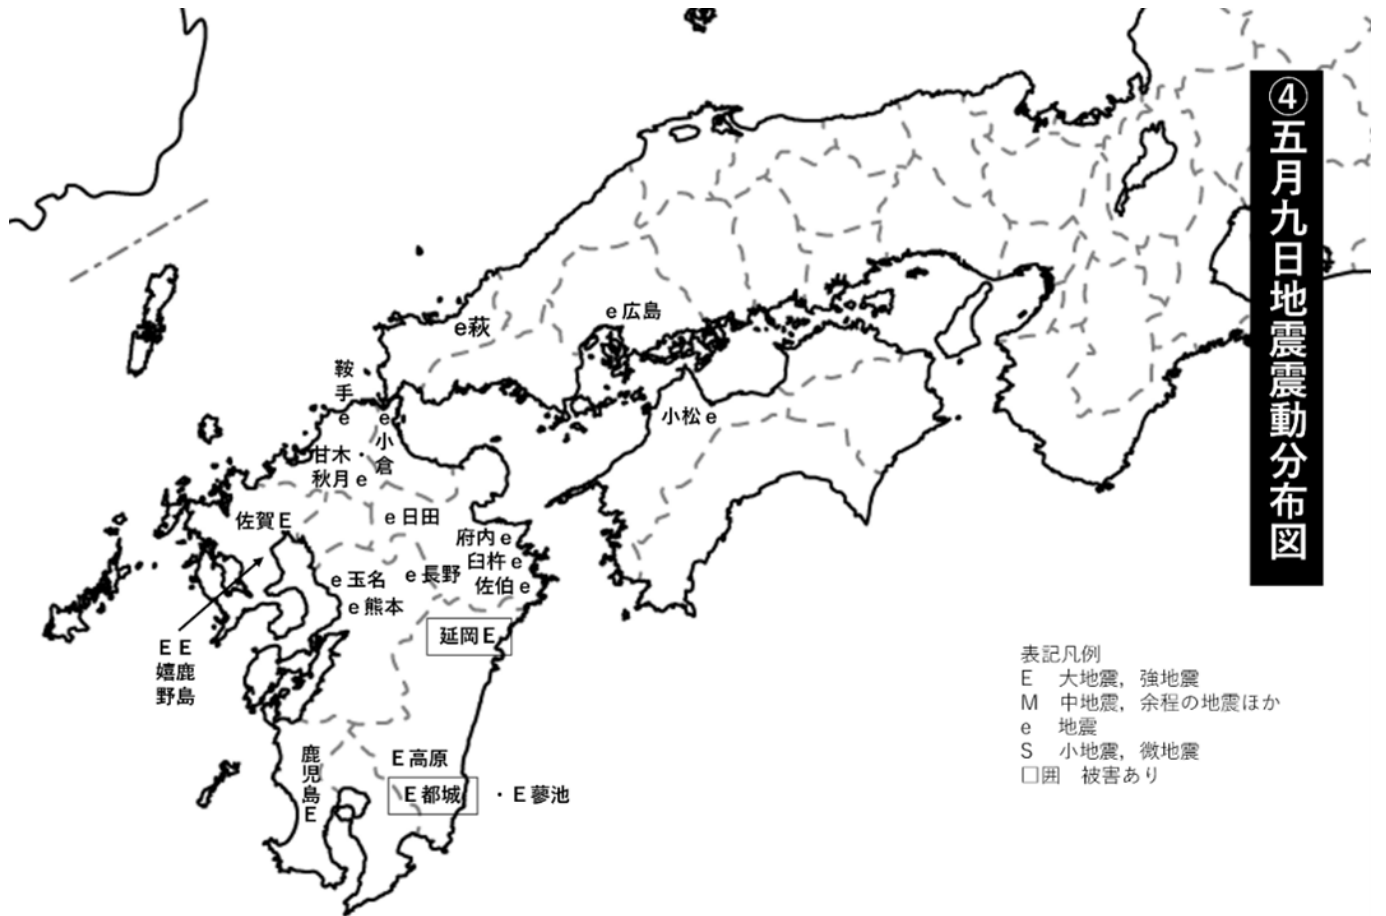 ④五月九日地震震動分布図
e萩
e広島
鞍手e
e小倉
小松e
甘木・
秋月e
佐賀E
e日田
府内e
臼杵e
佐伯e
e長野
e玉名
e熊本
延岡E
EE
嬉鹿
野島
E高原
鹿児島E
E都城
・E蓼池
表記凡例
E 大地震，強地震
M 中地震，余程の地震ほか
e 地震
S 小地震，微地震
□囲 被害あり